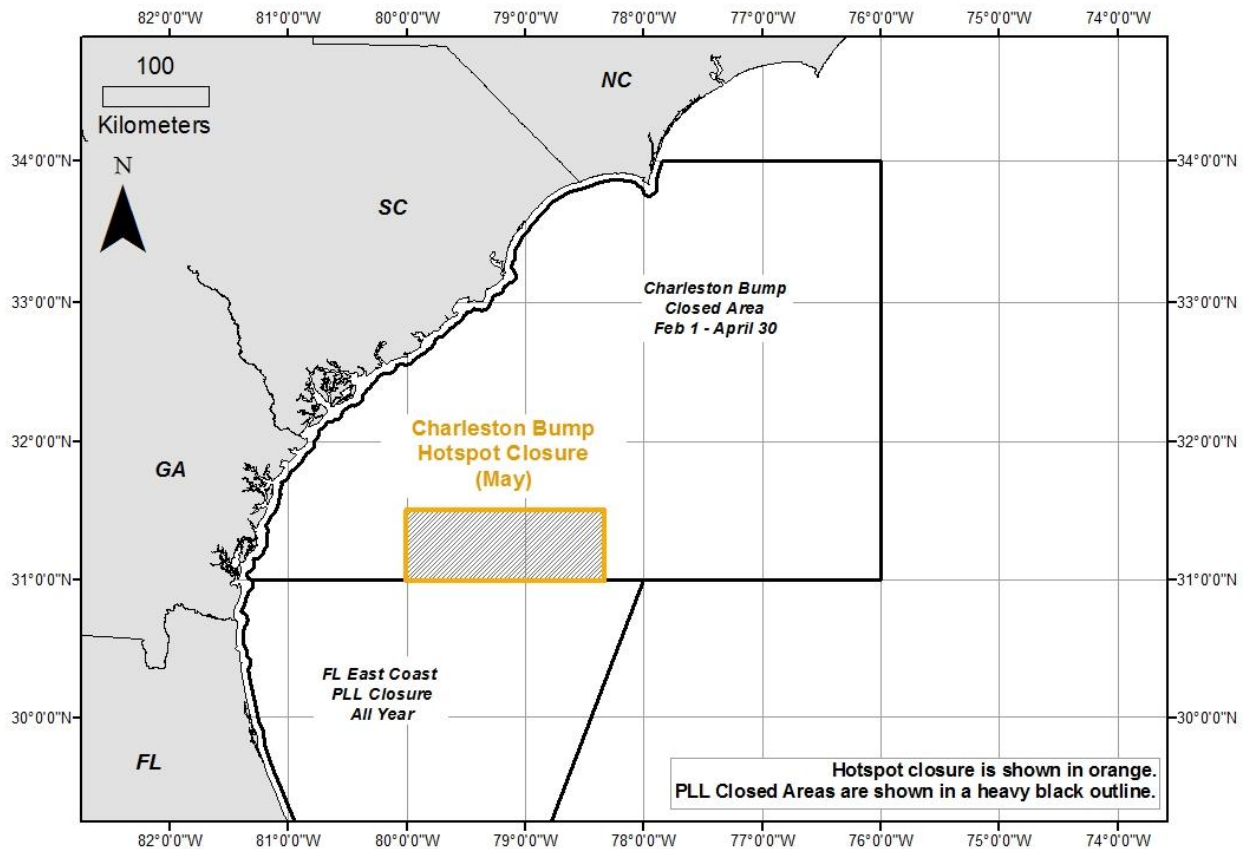 82°0'0"W 81°0'0"W 80°0'0"W 79°0'0"W 78°0'0"W 77°0'0"W 76°0'0"W 75°0'0"W 74°0'0"W
100
Kilometers
N
NC
SC
GA
FL
34°0'0"N 34°0'0"N
33°0'0"N 33°0'0"N
32°0'0"N 32°0'0"N
31°0'0"N 31°0'0"N
30°0'0"N 30°0'0"N
Charleston Bump
Closed Area
Feb 1 - April 30
Charleston Bump
Hotspot Closure
(May)
FL East Coast
PLL Closure
All Year
Hotspot closure is shown in orange.
PLL Closed Areas are shown in a heavy black outline.
82°0'0"W 81°0'0"W 80°0'0"W 79°0'0"W 78°0'0"W 77°0'0"W 76°0'0"W 75°0'0"W 74°0'0"W